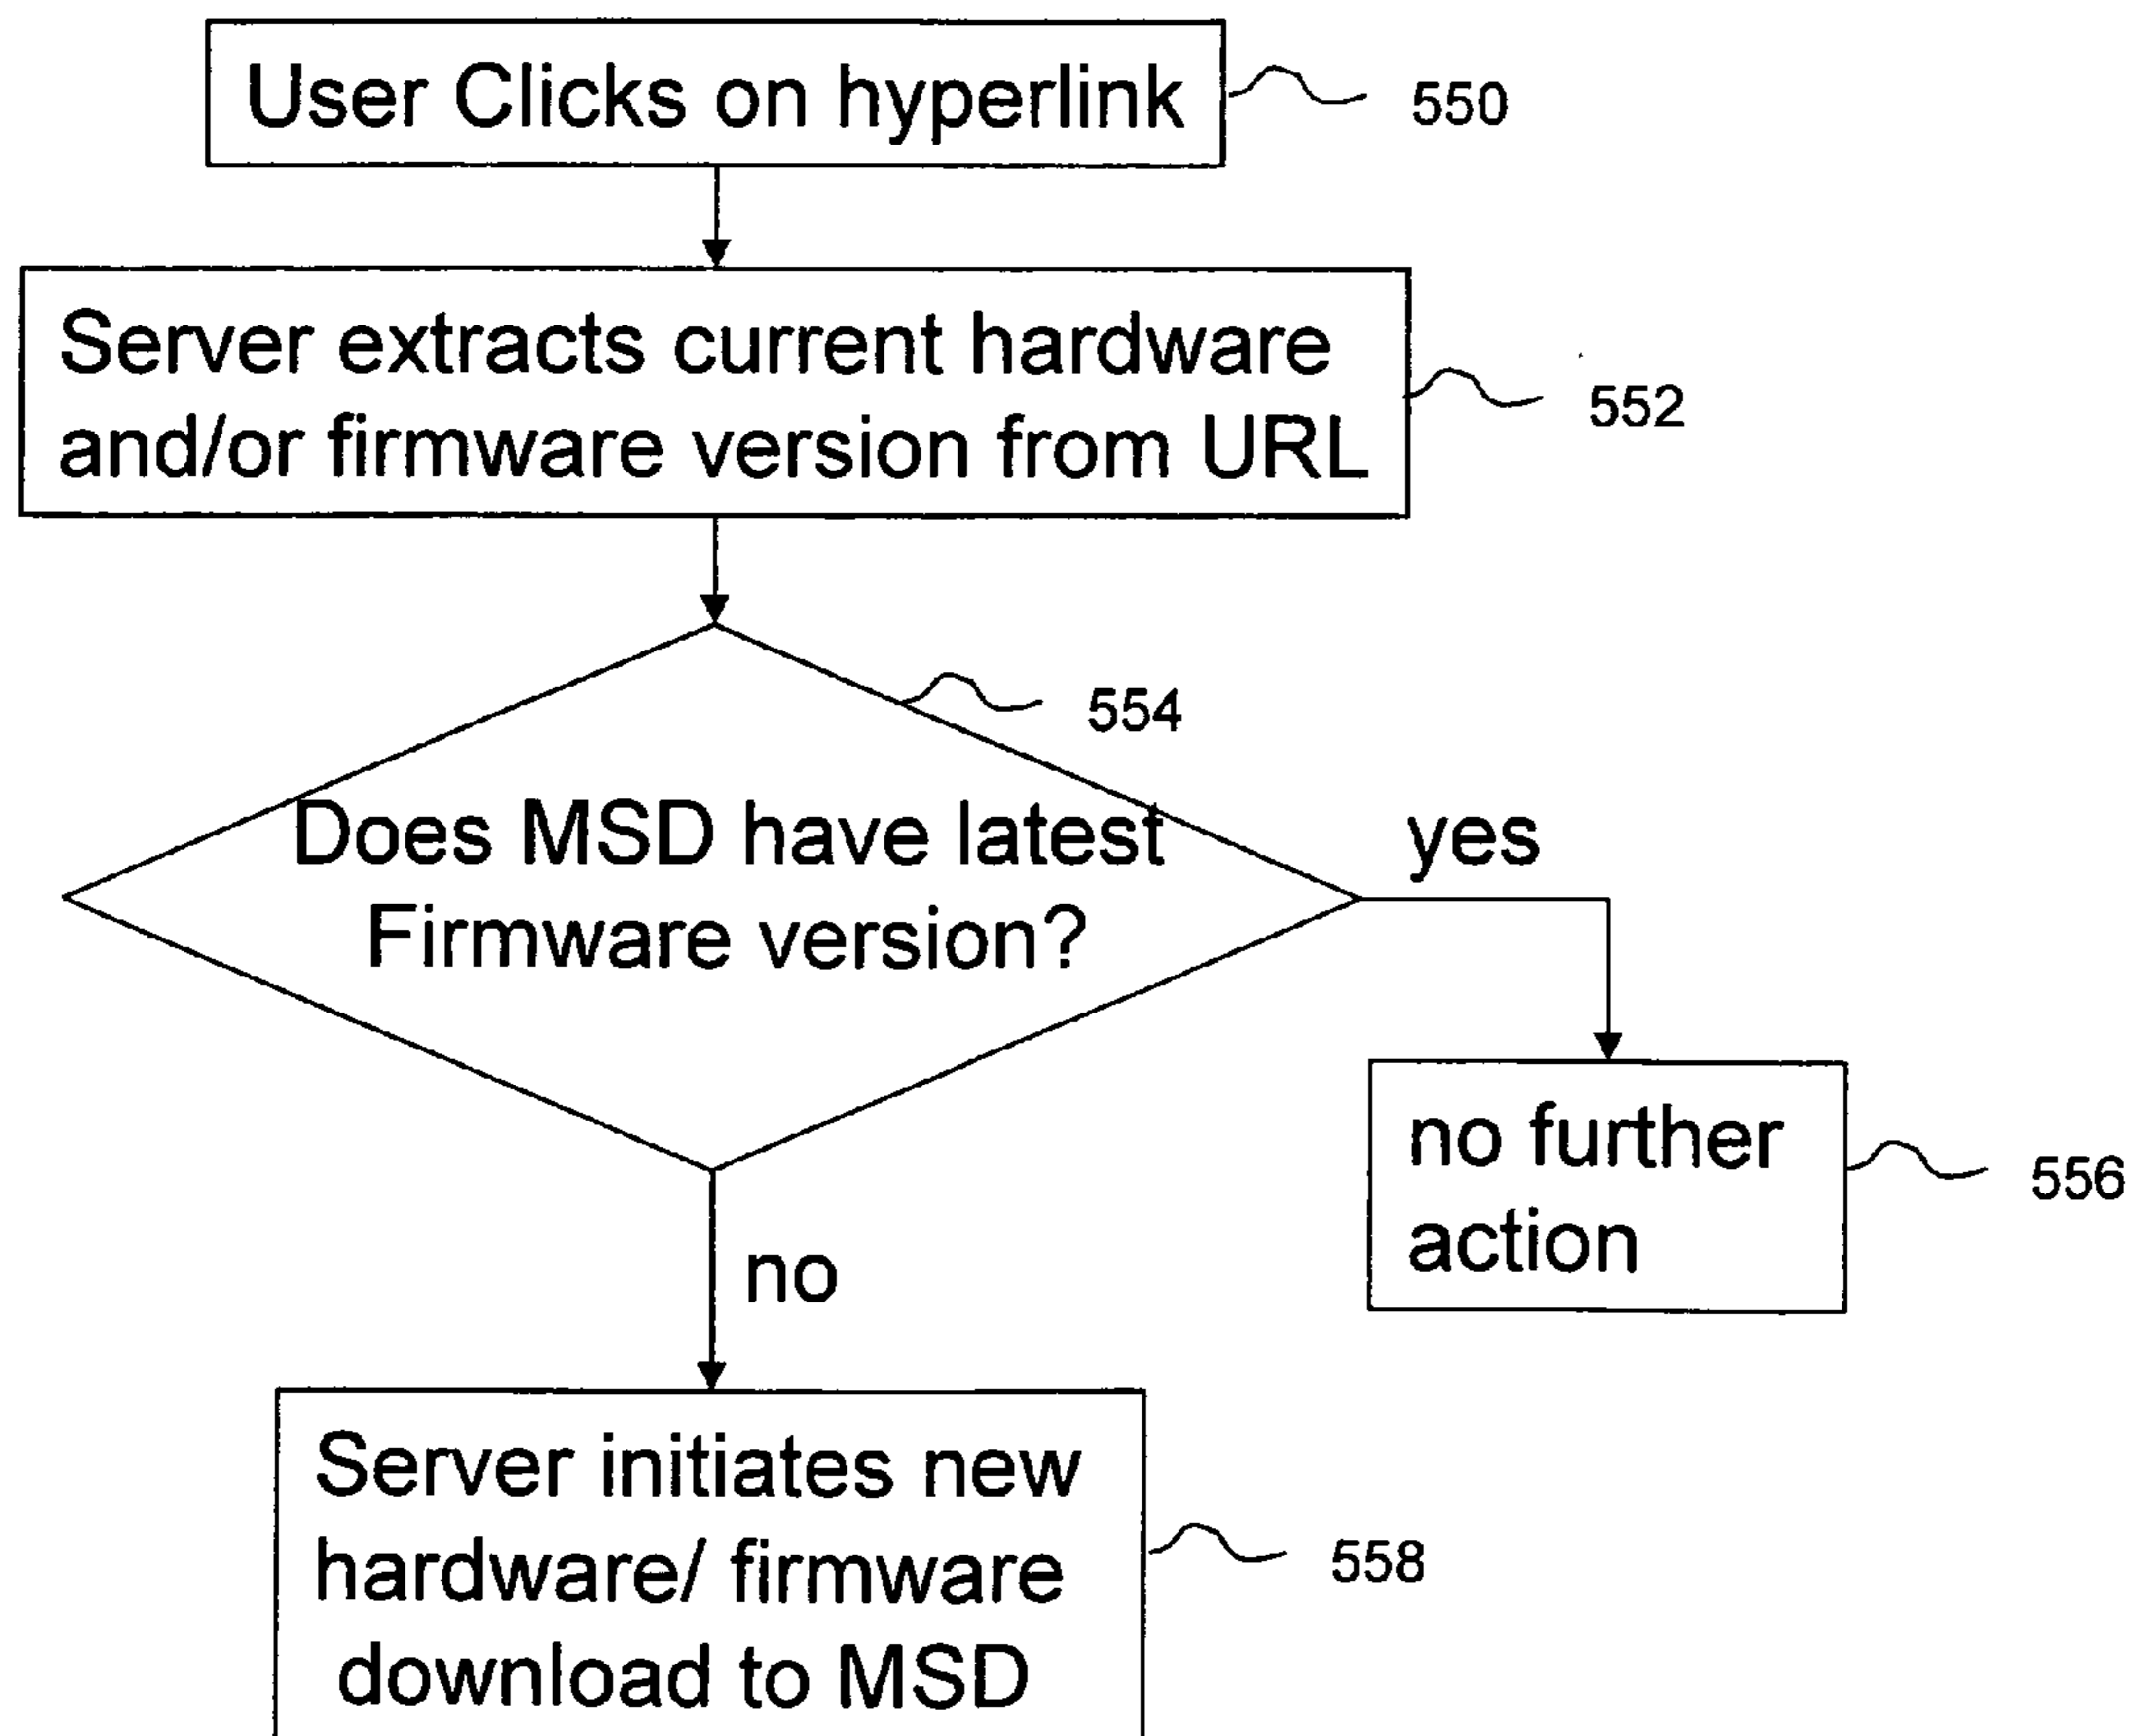 User Clicks on hyperlink
550
Server extracts current hardware
and/or firmware version from URL
552
554
Does MSD have latest
Firmware version?
yes
no further
action
556
no
Server initiates new
hardware/ firmware
download to MSD
558